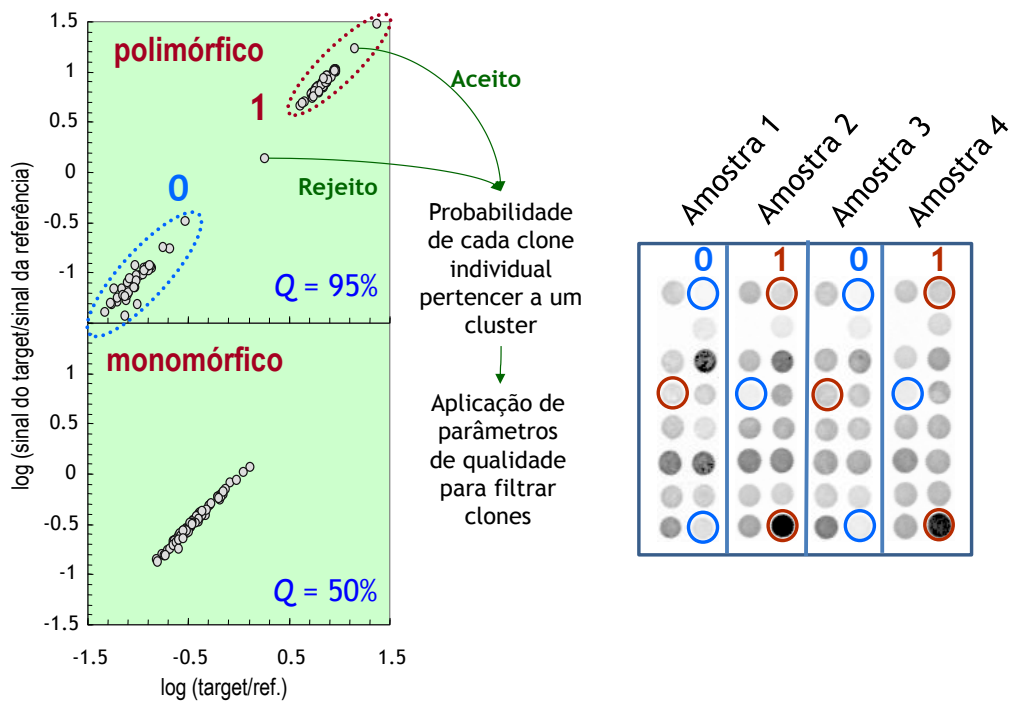 log (sinal do target/sinal da referência)
1.5
1
0.5
0
-0.5
-1
polimórfico
1
0
Q = 95%
Aceito
Rejeito
1
0.5
0
-0.5
-1
-1.5
monomórfico
Q = 50%
-1.5
-0.5
0.5
1.5
log (target/ref.)
Probabilidade
de cada clone
individual
pertencer a um
cluster
Aplicação de
parâmetros
de qualidade
para filtrar
clones
Amostra 1
Amostra 2
Amostra 3
Amostra 4
0
1
0
1